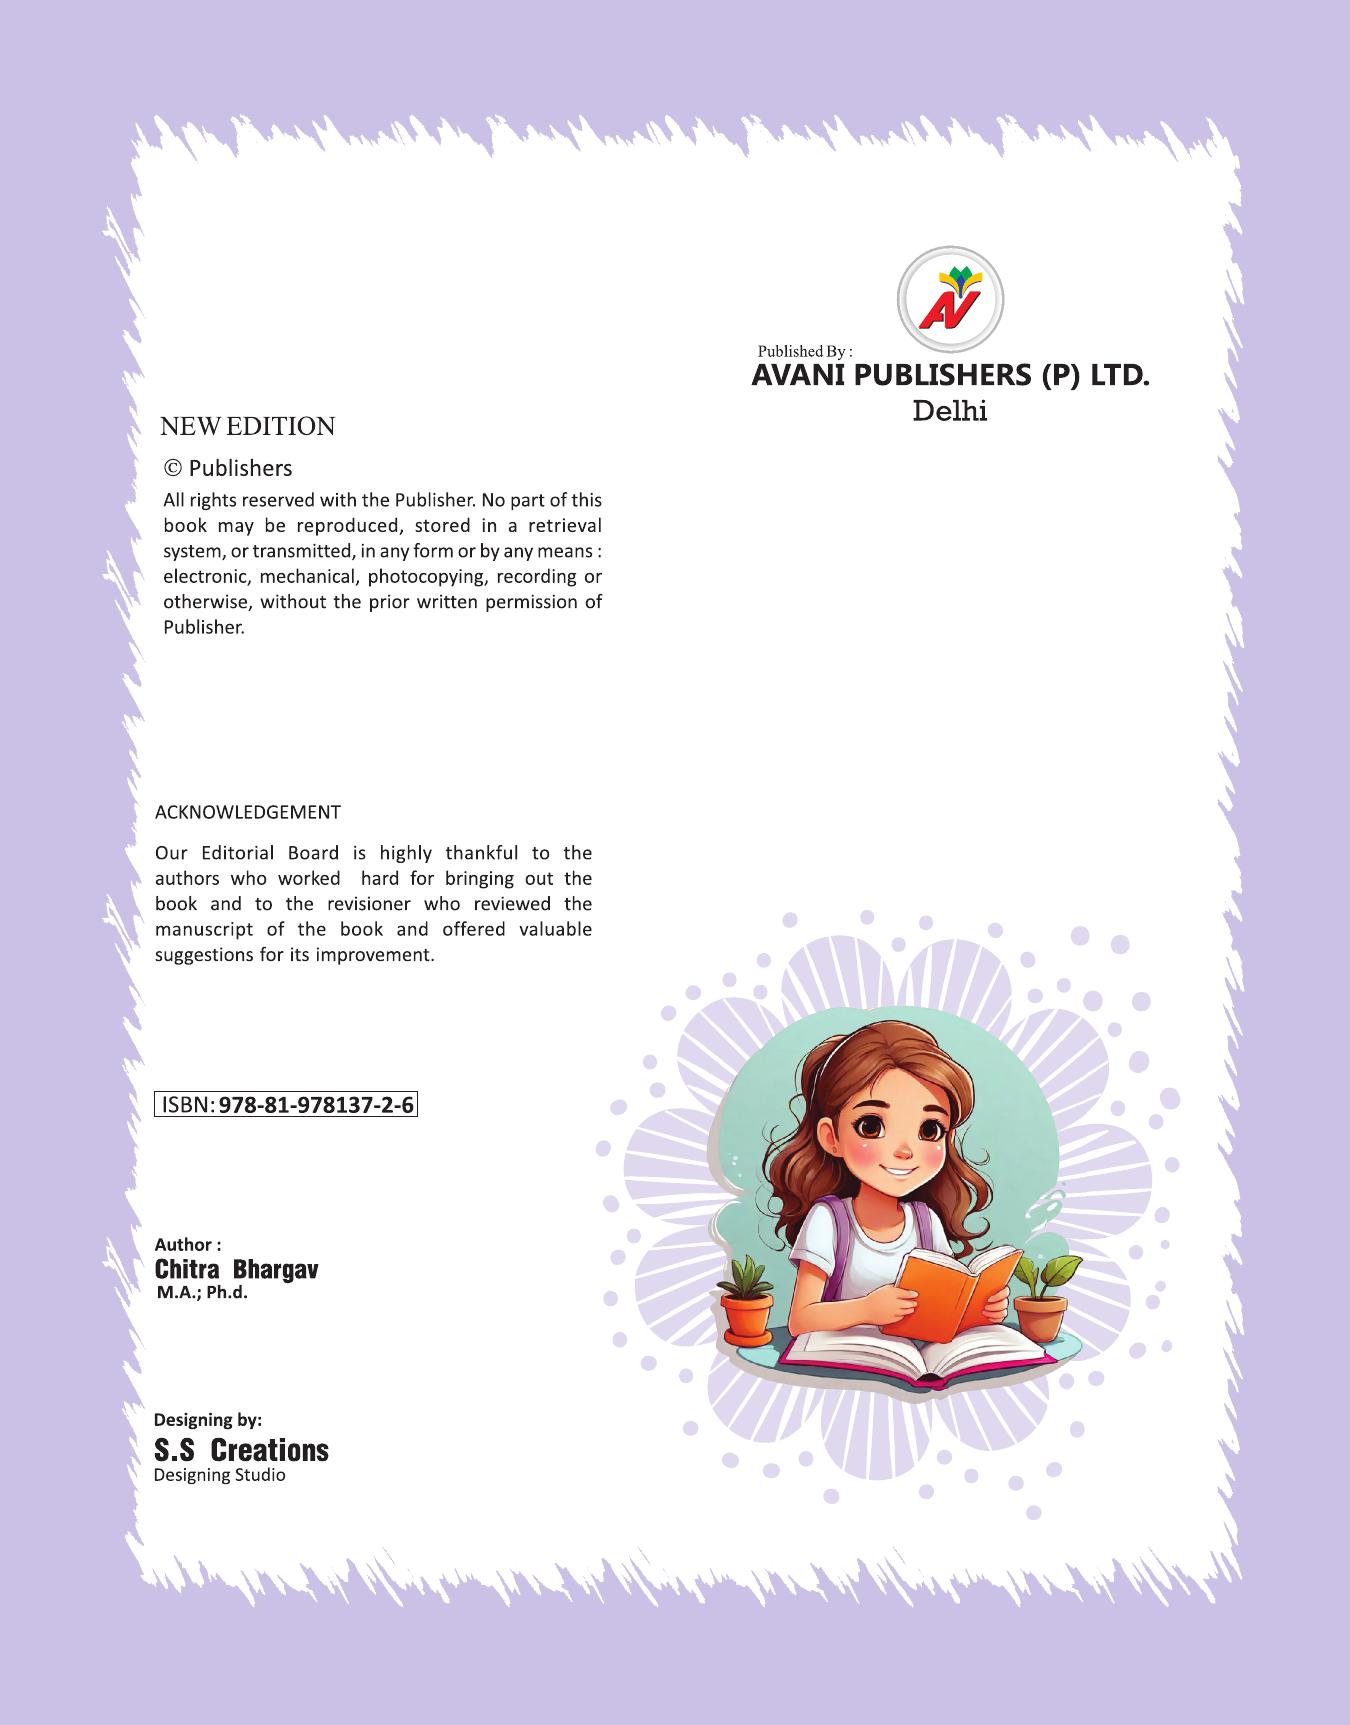 AV
Published By :
AVANI PUBLISHERS (P) LTD.
Delhi
NEW EDITION
© Publishers
All rights reserved with the Publisher. No part of this
book may be reproduced, stored in a retrieval
system, or transmitted, in any form or by any means :
electronic, mechanical, photocopying, recording or
otherwise, without the prior written permission of
Publisher.
ACKNOWLEDGEMENT
Our Editorial Board is highly thankful to the
authors who worked hard for bringing out the
book and to the revisioner who reviewed the
manuscript of the book and offered valuable
suggestions for its improvement.
ISBN: 978-81-978137-2-6
Author :
Chitra Bhargav
M.A.; Ph.d.
Designing by:
S.S Creations
Designing Studio